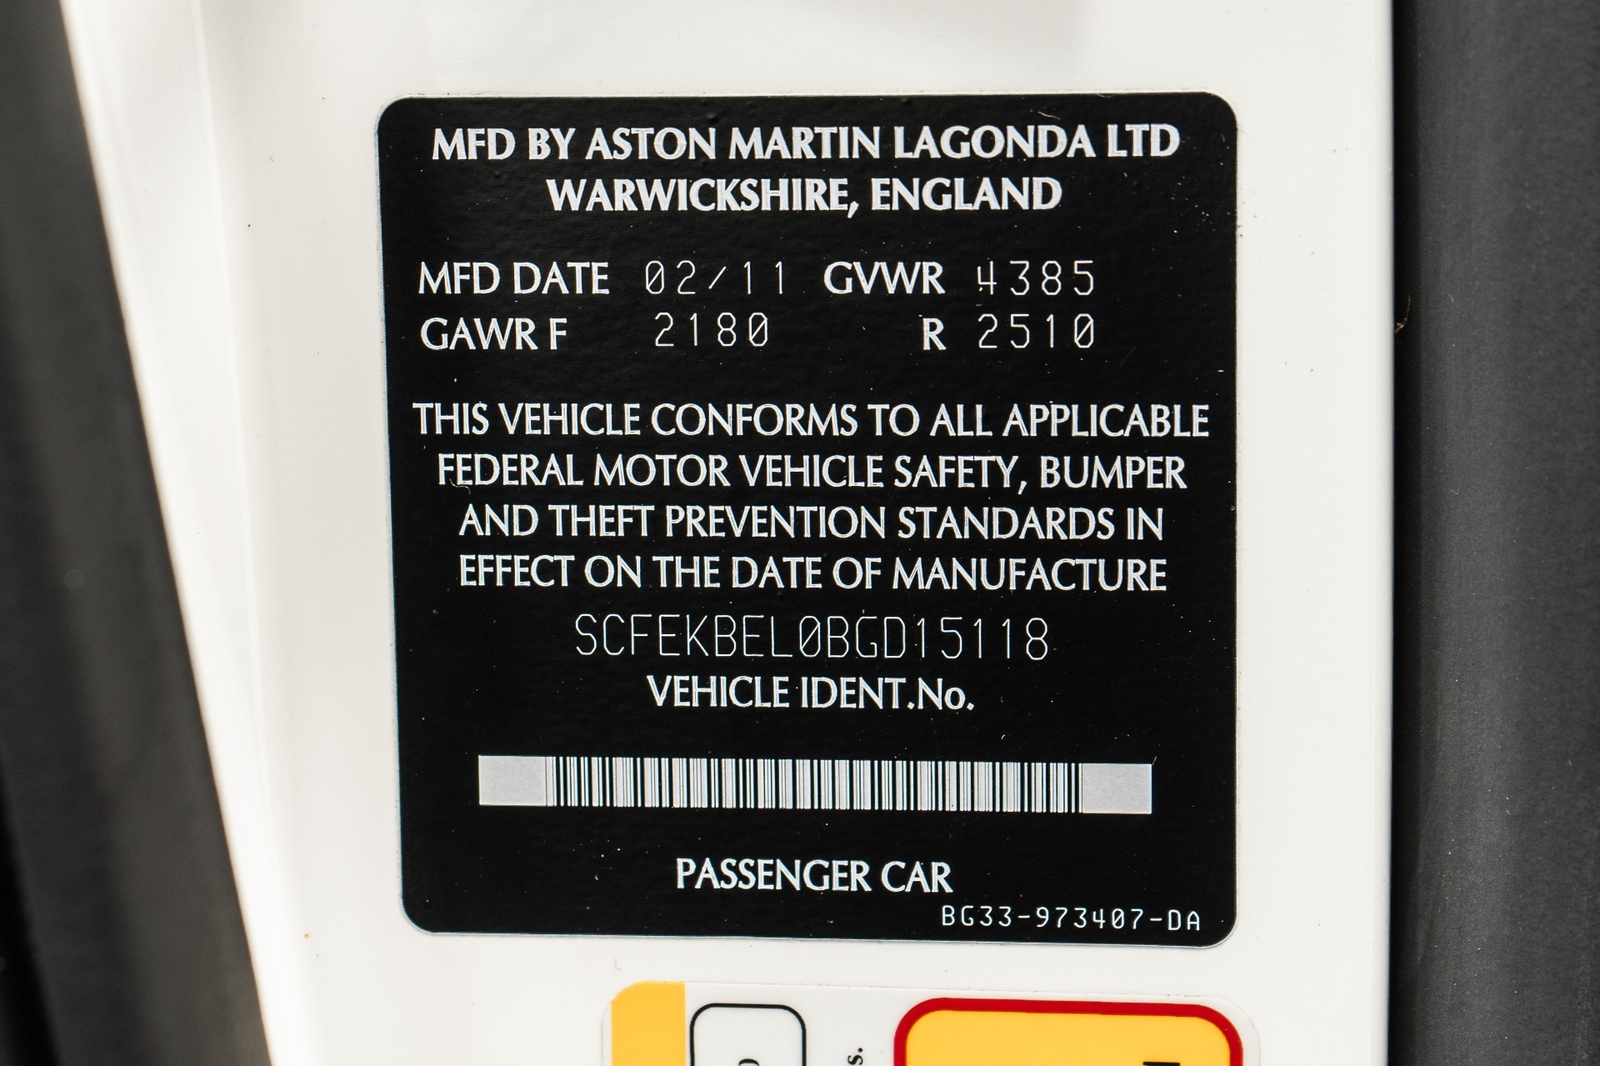 MFD BY ASTON MARTIN LAGONDA LTD
WARWICKSHIRE, ENGLAND
MFD DATE 02/11 GVWR 4385
GAWR F 2180 R 2510
THIS VEHICLE CONFORMS TO ALL APPLICABLE
FEDERAL MOTOR VEHICLE SAFETY, BUMPER
AND THEFT PREVENTION STANDARDS IN
EFFECT ON THE DATE OF MANUFACTURE
SCFEKBEL0BGD15118
VEHICLE IDENT.No.
PASSENGER CAR
BG33-973407-DA